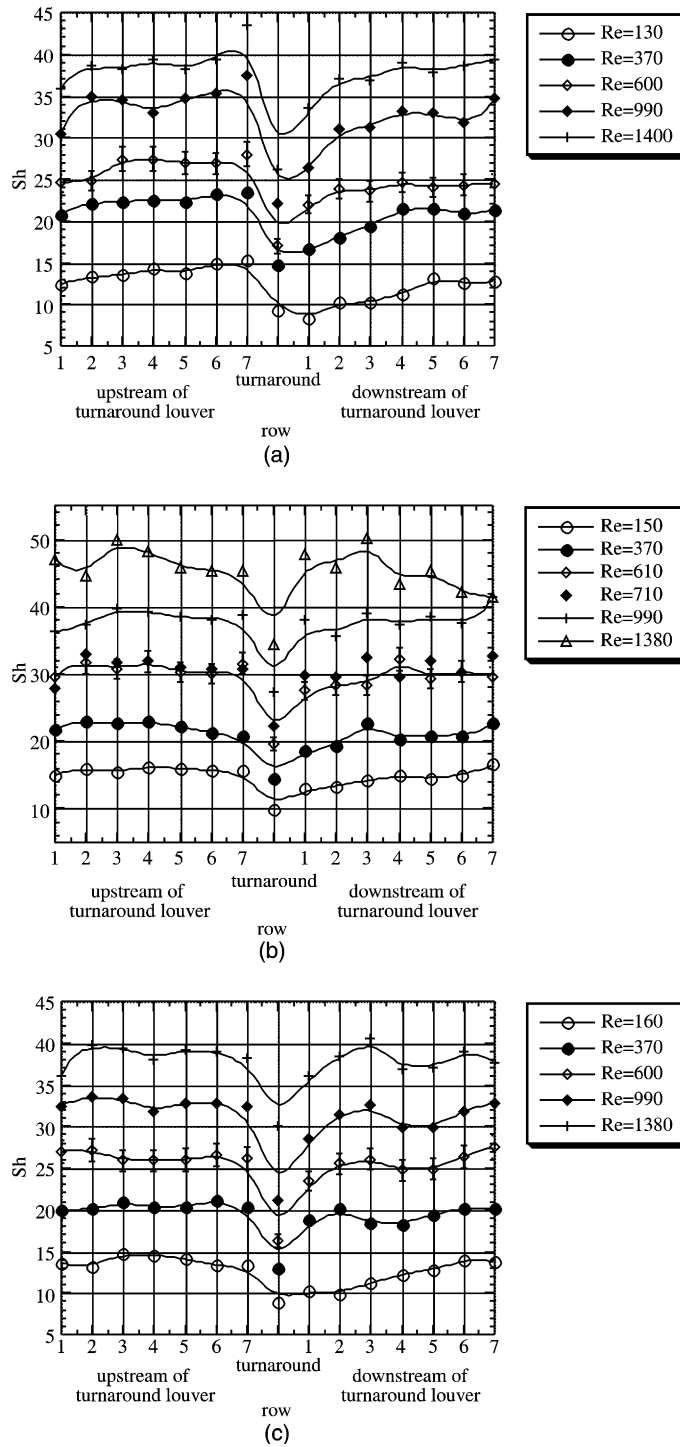 45
40
35
30
25
20
15
10
5
Sh
Re=130
Re=370
Re=600
Re=990
Re=1400
1 2 3 4 5 6 7 turnaround 1 2 3 4 5 6 7
upstream of turnaround louver
downstream of turnaround louver
row
(a)
50
40
30
20
10
Sh
Re=150
Re=370
Re=610
Re=710
Re=990
Re=1380
1 2 3 4 5 6 7 turnaround 1 2 3 4 5 6 7
upstream of turnaround louver
downstream of turnaround louver
row
(b)
45
40
35
30
25
20
15
10
5
Sh
Re=160
Re=370
Re=600
Re=990
Re=1380
1 2 3 4 5 6 7 turnaround 1 2 3 4 5 6 7
upstream of turnaround louver
downstream of turnaround louver
row
(c)